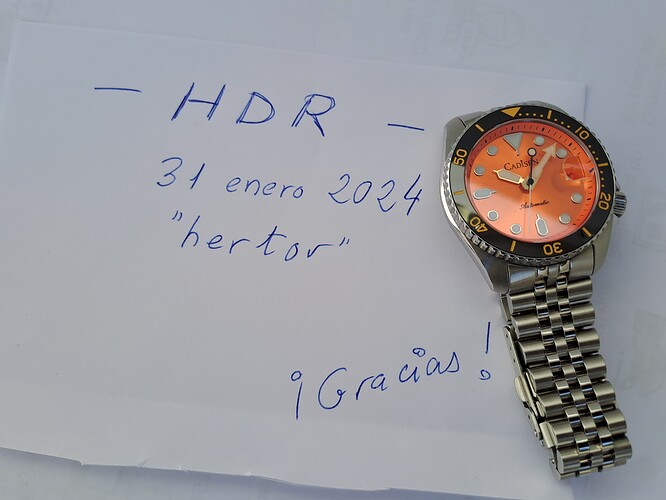 - HDR -
31 enero 2024
"hertor"
¡Gracias!
10
20
30
40
50
CADISEN
Automatic